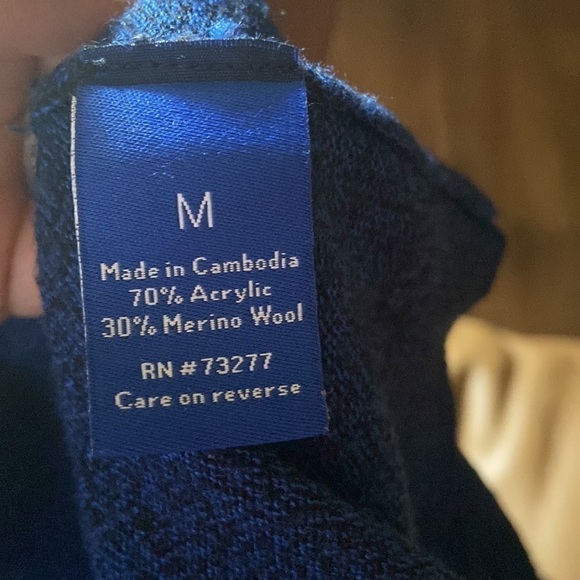 M
Made in Cambodia
70% Acrylic
30% Merino Wool
RN #73277
Care on reverse